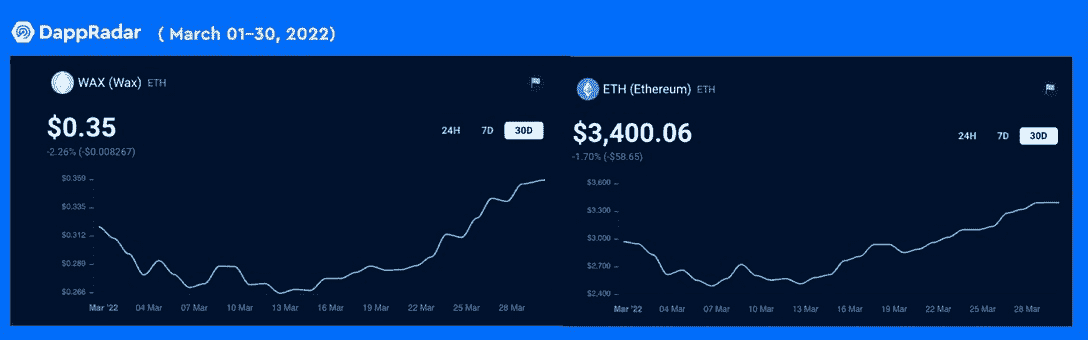 DappRadar ( March 01-30, 2022)
WAX (Wax) ETH
$0.35
-2.26% (-$0.008267)
24H 7D 30D
$0.359
$0.335
$0.312
$0.289
$0.266
Mar '22 04 Mar 07 Mar 10 Mar 13 Mar 16 Mar 19 Mar 22 Mar 25 Mar 28 Mar
ETH (Ethereum) ETH
$3,400.06
-1.70% (-$58.65)
24H 7D 30D
$3,600
$3,300
$3,000
$2,700
$2,400
Mar '22 04 Mar 07 Mar 10 Mar 13 Mar 16 Mar 19 Mar 22 Mar 25 Mar 28 Mar